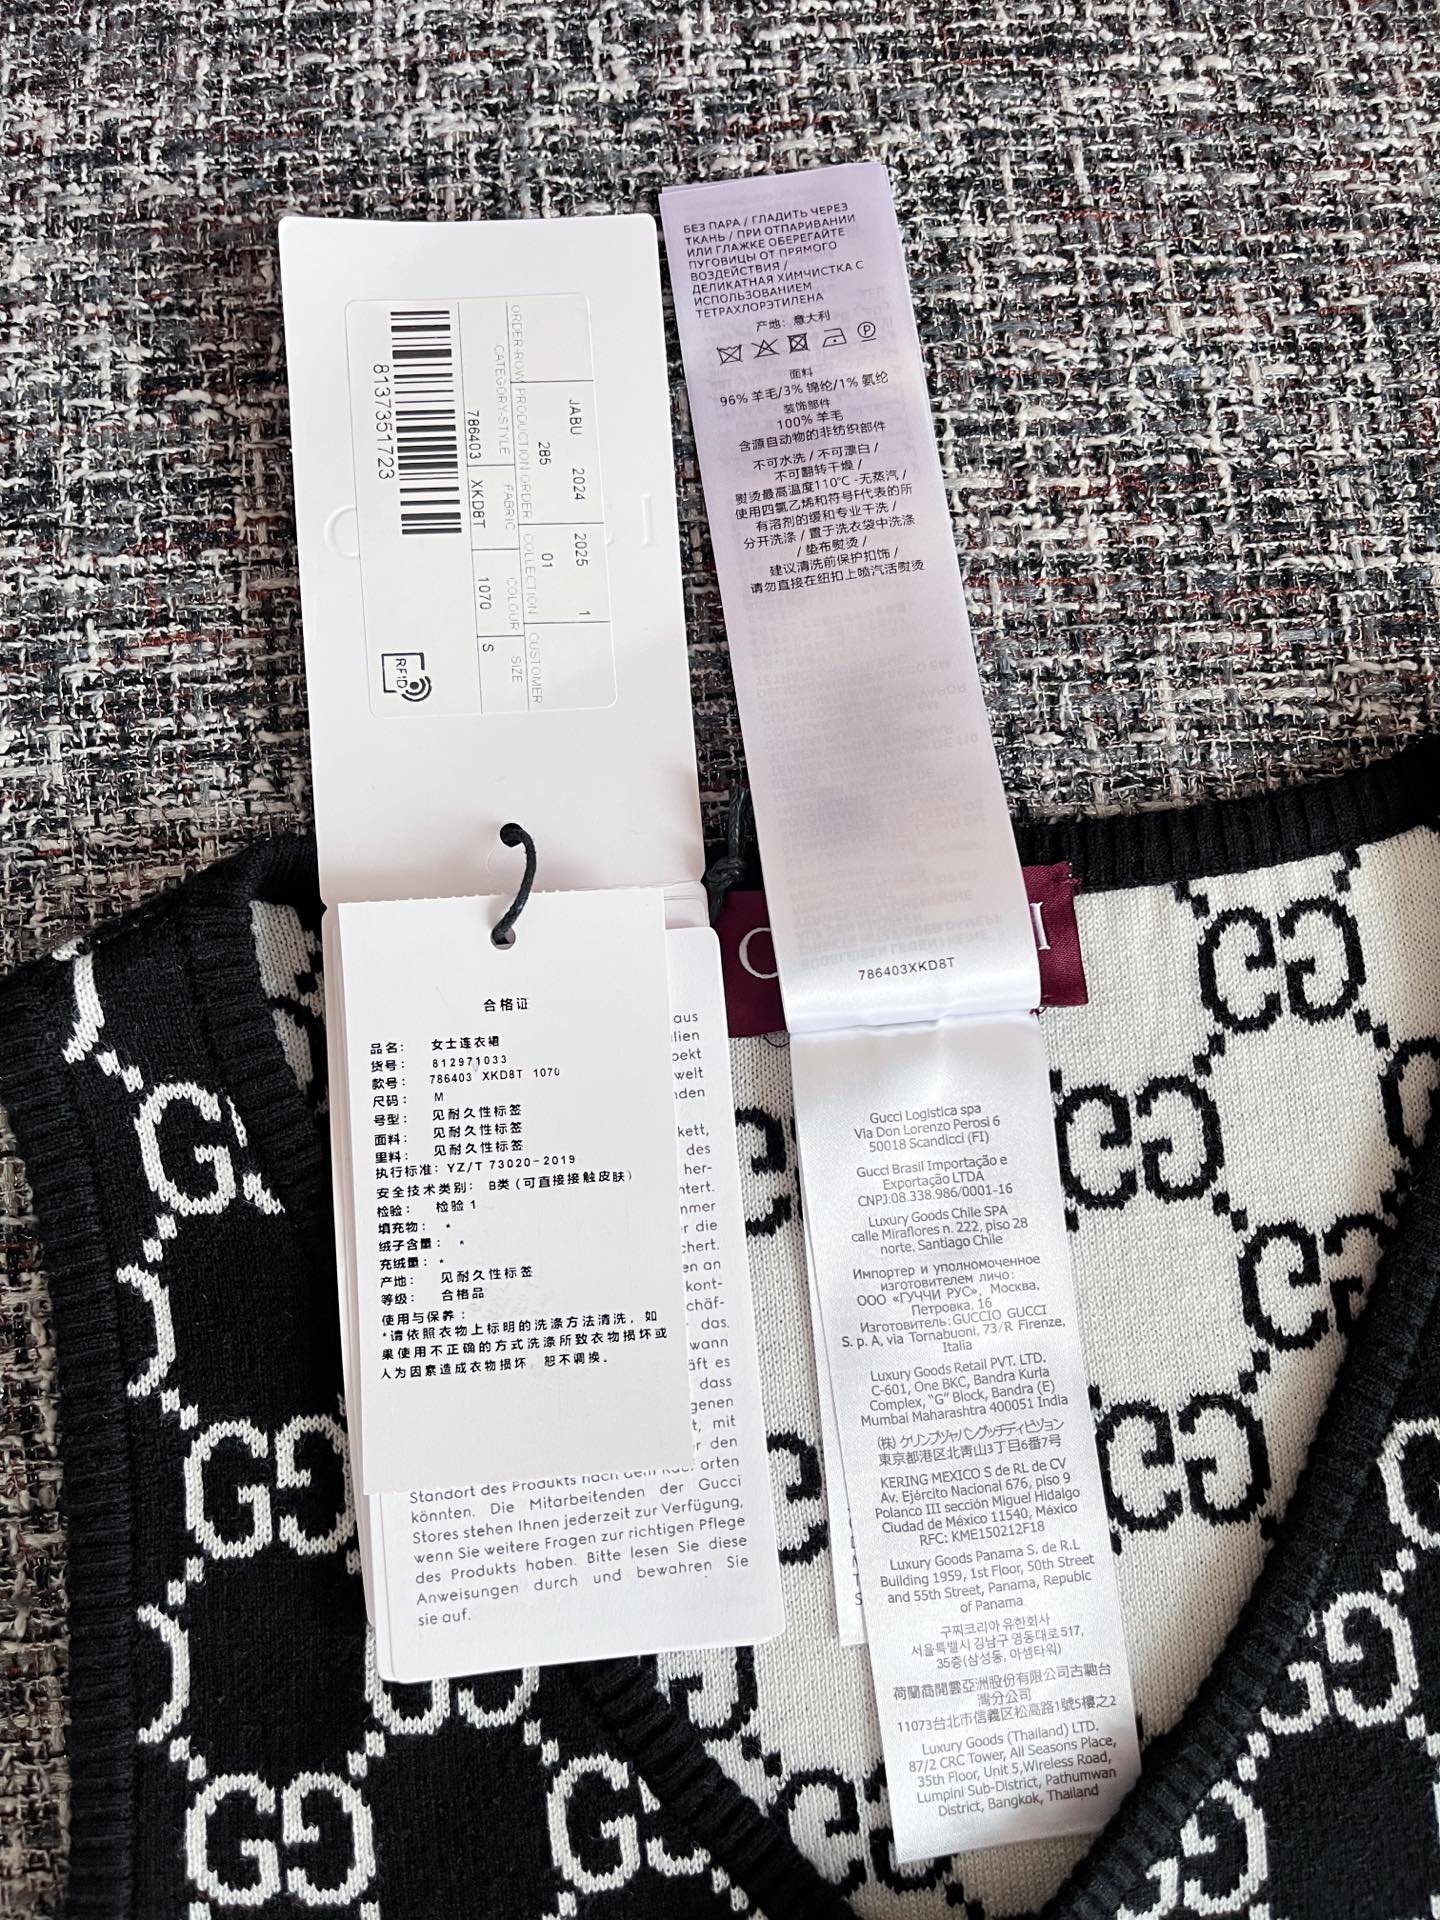 ORDER-ROW PRODUCTION ORDER COLLECTION CUSTOMER
JABU 2024 2025 1
285 01
CATEGORY-STYLE FABRIC COLOUR SIZE
786403 XKD8T 1070 S
8137351723
RFID
合格证
品名: 女士连衣裙
货号: 812971033
款号: 786403 XKD8T 1070
尺码: M
号型: 见耐久性标签
面料: 见耐久性标签
里料: 见耐久性标签
执行标准: YZ/T 73020-2019
安全技术类别: B类 (可直接接触皮肤)
检验: 检验 1
填充物: *
绒子含量: *
充绒量: *
产地: 见耐久性标签
等级: 合格品
使用与保养:
*请依照衣物上标明的洗涤方法清洗, 如
果使用不正确的方式洗涤所致衣物损坏或
人为因素造成衣物损坏, 恕不调换。
aus
des
die
an
das.
wann
es
dass
mit
den
orten
Standort des Produkts nach dem
könnten. Die Mitarbeitenden der Gucci
Stores stehen Ihnen jederzeit zur Verfügung,
wenn Sie weitere Fragen zur richtigen Pflege
des Produkts haben. Bitte lesen Sie diese
Anweisungen durch und bewahren Sie
sie auf.
БЕЗ ПАРА / ГЛАДИТЬ ЧЕРЕЗ
ТКАНЬ / ПРИ ОТПАРИВАНИИ
ИЛИ ГЛАЖКЕ ОБЕРЕГАЙТЕ
ПУГОВИЦЫ ОТ ПРЯМОГО
ВОЗДЕЙСТВИЯ /
ДЕЛИКАТНАЯ ХИМЧИСТКА С
ИСПОЛЬЗОВАНИЕМ
ТЕТРАХЛОРЭТИЛЕНА
产地: 意大利
P
面料
96% 羊毛/3% 锦纶/1% 氨纶
装饰部件
100% 羊毛
含源自动物的非纺织部件
不可水洗 / 不可漂白 /
不可翻转干燥 /
熨烫最高温度110℃ -无蒸汽 /
使用四氯乙烯和符号F代表的所
有溶剂的缓和专业干洗 /
分开洗涤 / 置于洗衣袋中洗涤
/ 垫布熨烫 /
建议清洗前保护扣饰 /
请勿直接在纽扣上喷汽活熨烫
786403XKD8T
Gucci Logistica spa
Via Don Lorenzo Perosi 6
50018 Scandicci (FI)
Gucci Brasil Importação e
Exportação LTDA
CNPJ:08.338.986/0001-16
Luxury Goods Chile SPA
calle Miraflores n. 222, piso 28
norte, Santiago Chile
Импортер и уполномоченное
изготовителем лицо:
ООО «ГУЧЧИ РУС», Москва,
Петровка, 16
Изготовитель: GUCCIO GUCCI
S. p. A, via Tornabuoni, 73/R Firenze,
Italia
Luxury Goods Retail PVT. LTD.
C-601, One BKC, Bandra Kurla
Complex, "G" Block, Bandra (E)
Mumbai Maharashtra 400051 India
(株) ケリングジャパングッチディビジョン
東京都港区北青山3丁目6番7号
KERING MEXICO S de RL de CV
Av. Ejército Nacional 676, piso 9
Polanco III sección Miguel Hidalgo
Ciudad de México 11540, México
RFC: KME150212F18
Luxury Goods Panama S. de R.L
Building 1959, 1st Floor, 50th Street
and 55th Street, Panama, Republc
of Panama
구찌코리아 유한회사
서울특별시 강남구 영동대로 517,
35층(삼성동, 아셈타워)
荷蘭商開雲亞洲股份有限公司古馳台
灣分公司
11073台北市信義區松高路1號5樓之2
Luxury Goods (Thailand) LTD.
87/2 CRC Tower, All Seasons Place,
35th Floor, Unit 5,Wireless Road,
Lumpini Sub-District, Pathumwan
District, Bangkok, Thailand